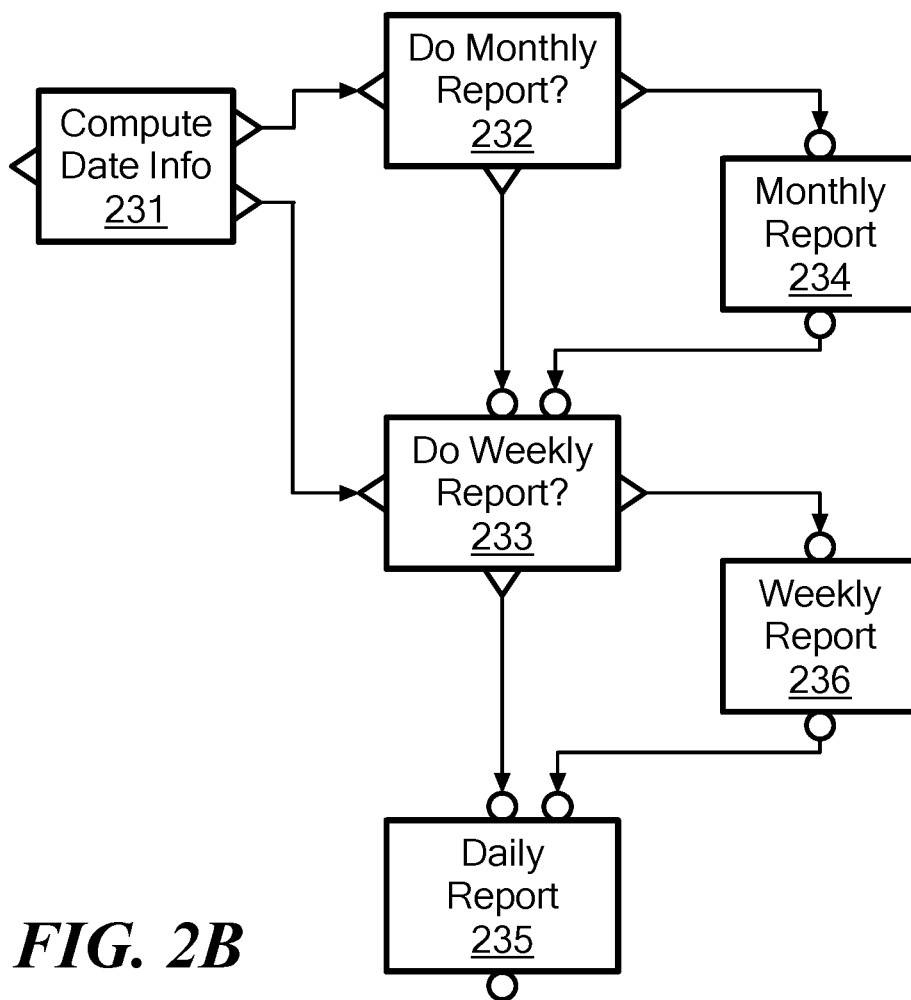 Do Monthly
Report?
232
Compute
Date Info
231
Monthly
Report
234
Do Weekly
Report?
233
Weekly
Report
236
Daily
Report
235
FIG. 2B